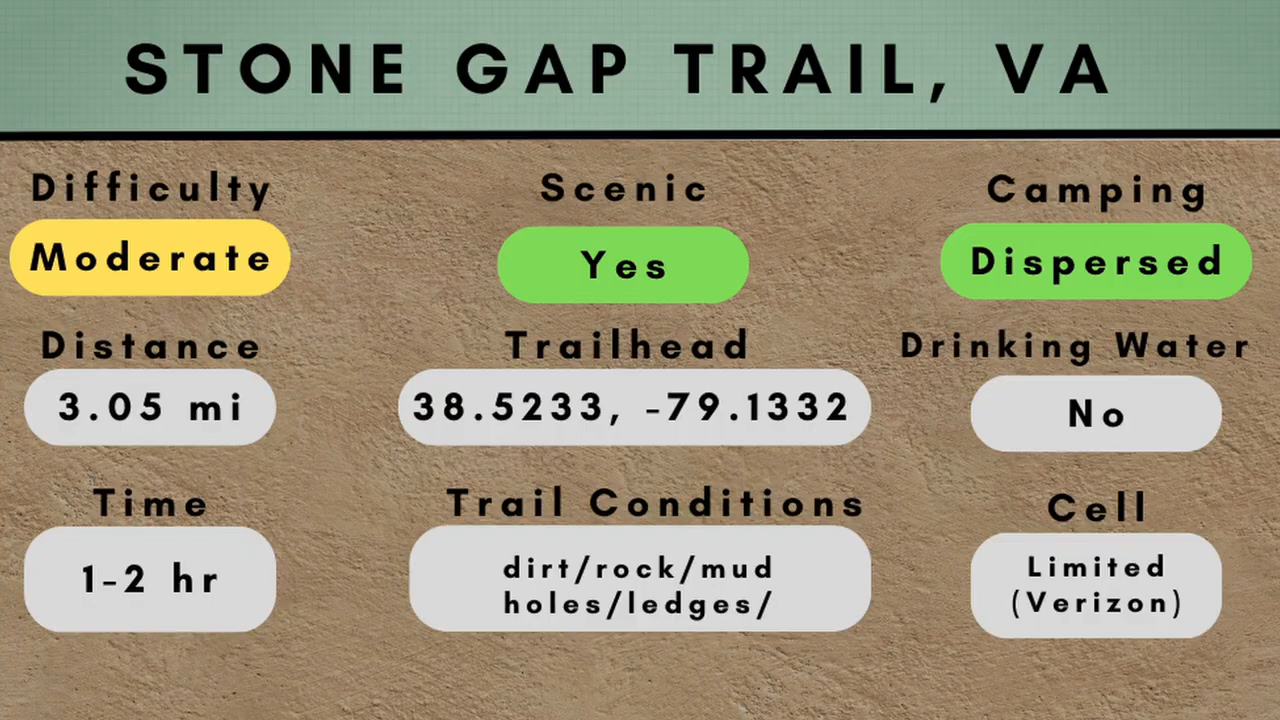 STONE GAP TRAIL, VA
Difficulty
Moderate
Scenic
Yes
Camping
Dispersed
Distance
3.05 mi
Trailhead
38.5233, -79.1332
Drinking Water
No
Time
1-2 hr
Trail Conditions
dirt/rock/mud
holes/ledges/
Cell
Limited
(Verizon)